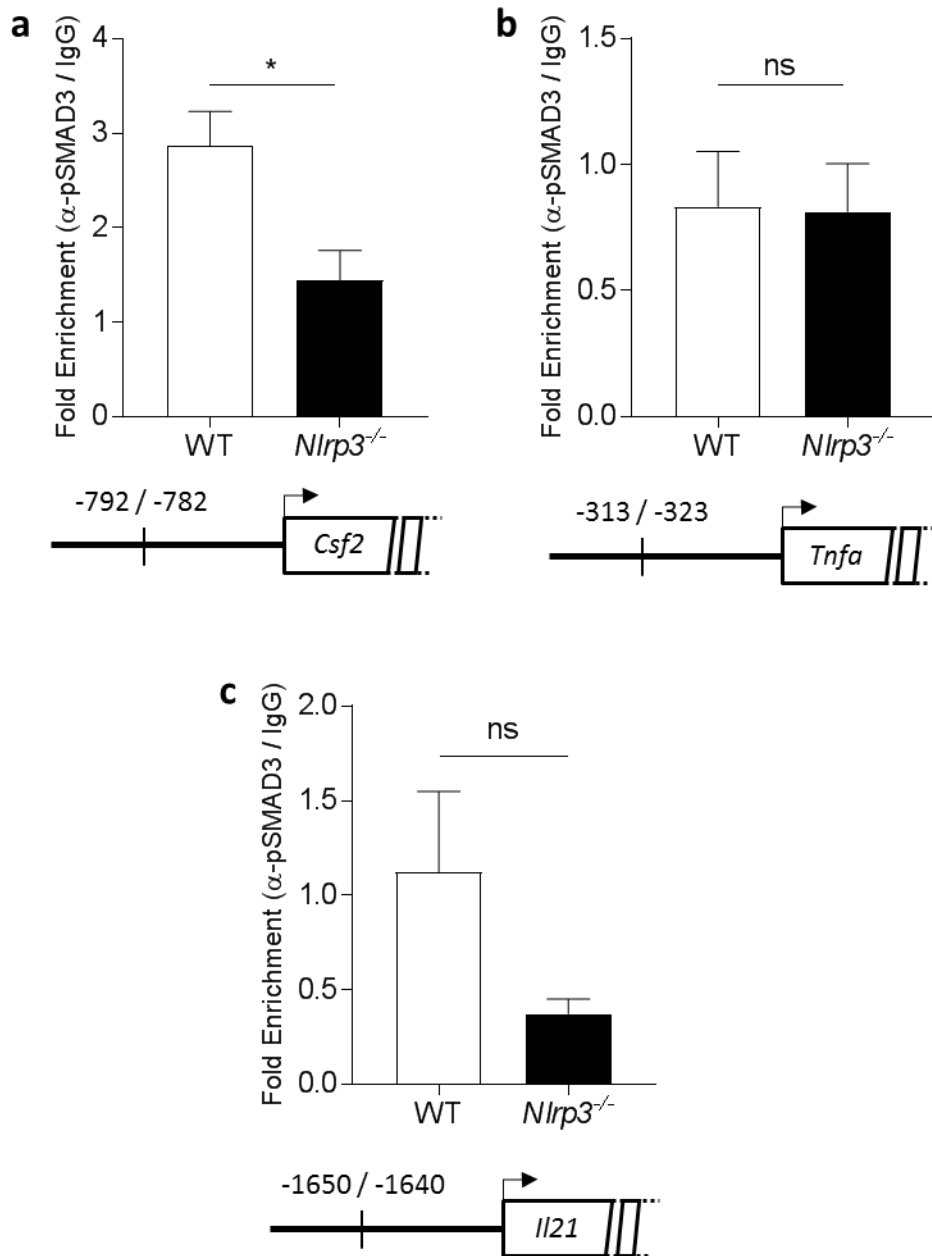 a
Fold Enrichment (α-pSMAD3 / IgG)
4
3
2
1
0
*
WT
Nlrp3-/-
-792 / -782
Csf2
b
Fold Enrichment (α-pSMAD3 / IgG)
1.5
1.0
0.5
0.0
ns
WT
Nlrp3-/-
-313 / -323
Tnfa
c
Fold Enrichment (α-pSMAD3 / IgG)
2.0
1.5
1.0
0.5
0.0
ns
WT
Nlrp3-/-
-1650 / -1640
Il21